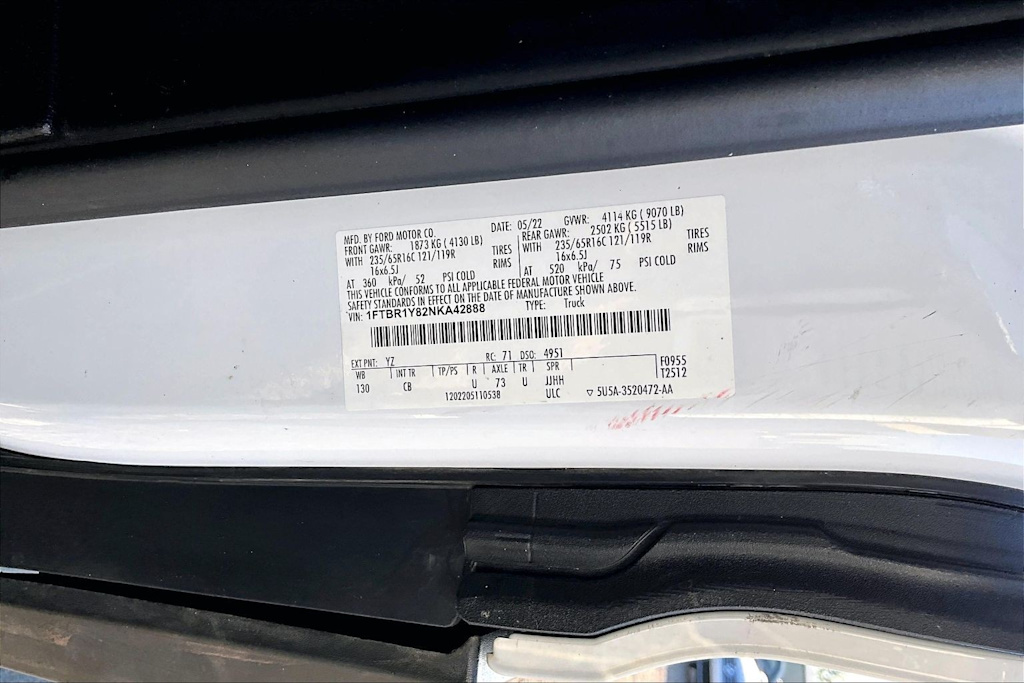 MFD. BY FORD MOTOR CO. DATE: 05/22 GVWR: 4114 KG ( 9070 LB)
FRONT GAWR: 1873 KG ( 4130 LB) REAR GAWR: 2502 KG ( 5515 LB)
WITH 235/65R16C 121/119R TIRES WITH 235/65R16C 121/119R TIRES
16x6.5J RIMS 16x6.5J RIMS
AT 360 kPa/ 52 PSI COLD AT 520 kPa/ 75 PSI COLD
THIS VEHICLE CONFORMS TO ALL APPLICABLE FEDERAL MOTOR VEHICLE
SAFETY STANDARDS IN EFFECT ON THE DATE OF MANUFACTURE SHOWN ABOVE.
VIN: 1FTBR1Y82NKA42888 TYPE: Truck
EXT PNT: YZ RC: 71 DSO: 4951
WB INT TR TP/PS R AXLE TR SPR F0955
130 CB U 73 U JJHH T2512
1202205110538 ULC ▽ 5U5A-3520472-AA